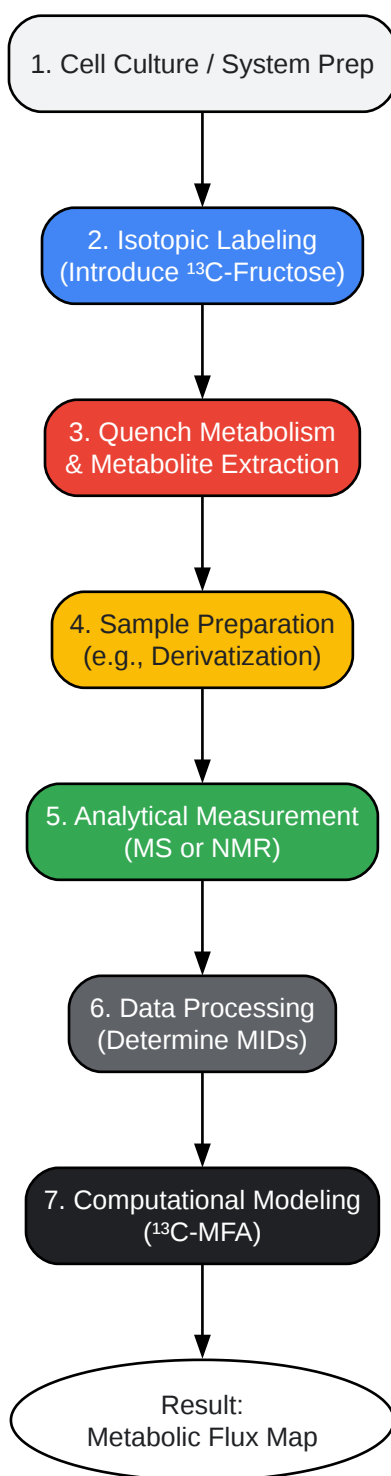 1. Cell Culture / System Prep
2. Isotopic Labeling
(Introduce ¹³C-Fructose)
3. Quench Metabolism
& Metabolite Extraction
4. Sample Preparation
(e.g., Derivatization)
5. Analytical Measurement
(MS or NMR)
6. Data Processing
(Determine MIDs)
7. Computational Modeling
(¹³C-MFA)
Result:
Metabolic Flux Map